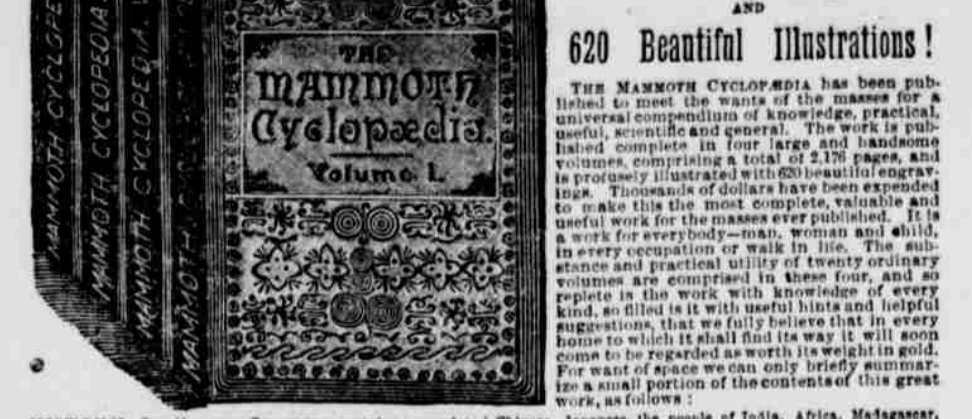 MAMMOTH CYCLOPE
MAMMOTH CYCLOPEDIA.
MAMMOTH CYCLOPEDIA. V
MAMMOTH
THE
MAMMOTH
Cyclopædia.
Volume I.
AND
620 Beautiful Illustrations!
THE MAMMOTH CYCLOPÆDIA has been pub-
lished to meet the wants of the masses for a
universal compendium of knowledge, practical,
useful, scientific and general. The work is pub-
lished complete in four large and handsome
volumes, comprising a total of 2,176 pages, and
is profusely illustrated with 620 beautiful engrav-
ings. Thousands of dollars have been expended
to make this the most complete, valuable and
useful work for the masses ever published. It is
a work for everybody—man, woman and child,
in every occupation or walk in life. The sub-
stance and practical utility of twenty ordinary
volumes are comprised in these four, and so
replete is the work with knowledge of every
kind, so filled is it with useful hints and helpful
suggestions, that we fully believe that in every
home to which it shall find its way it will soon
come to be regarded as worth its weight in gold.
For want of space we can only briefly summar-
ize a small portion of the contents of this great
work, as follows:
the people of India, Africa, Madagascar,